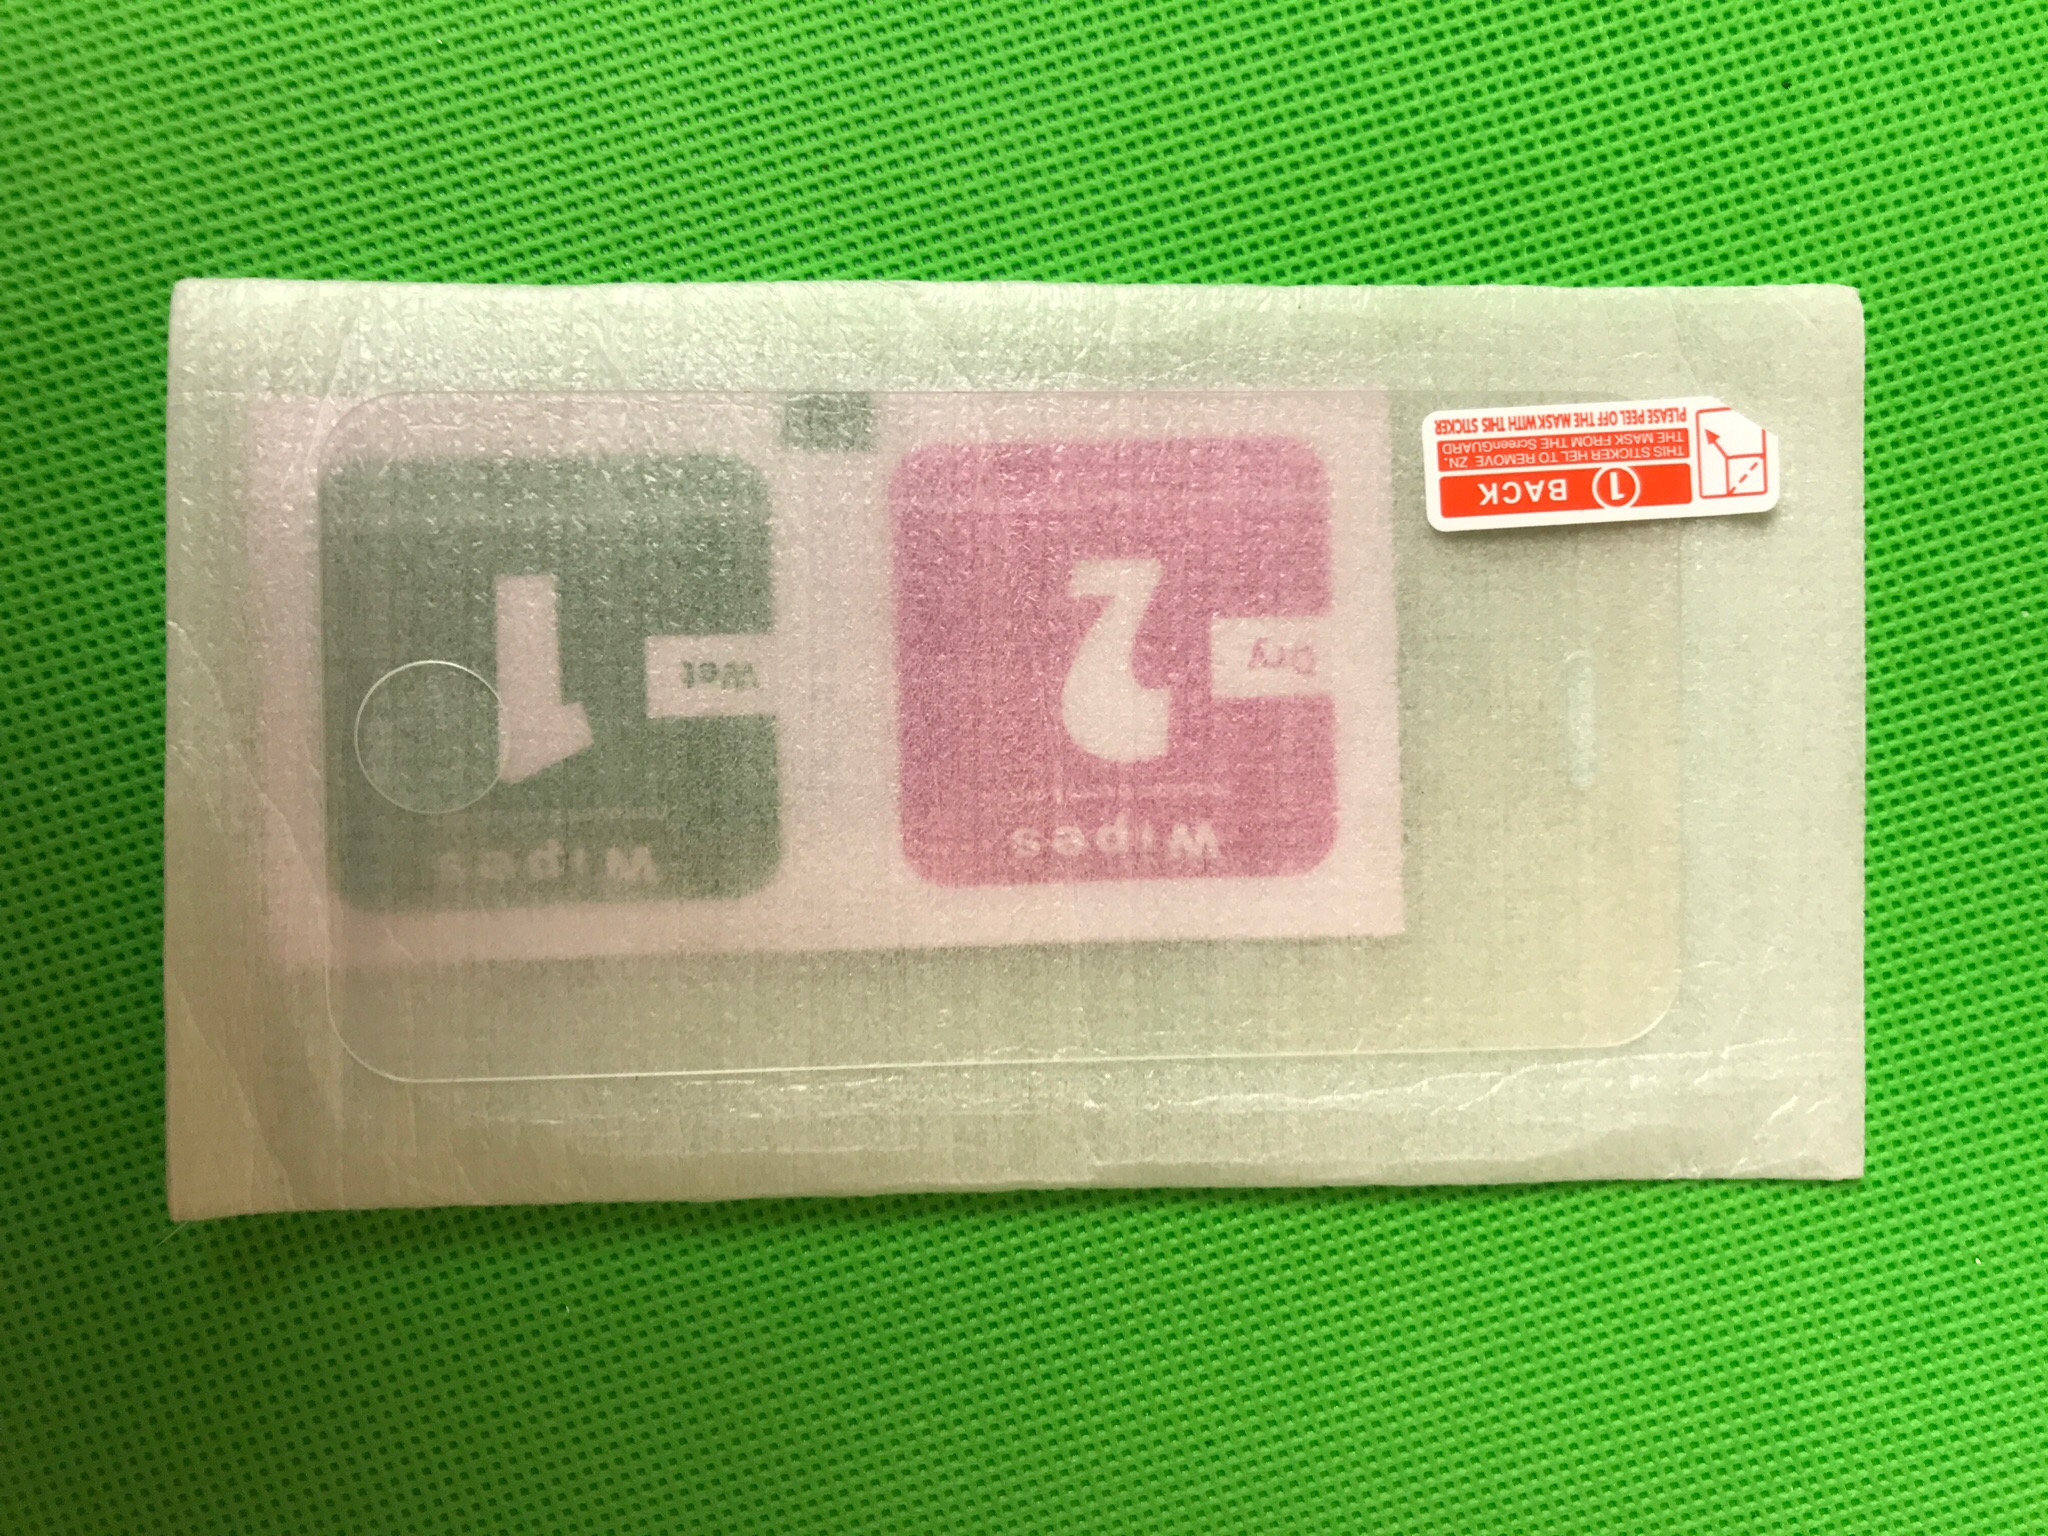 1 BACK
THIS STICKER HEL TO REMOVE ZN.
THE MASK FROM THE ScreenGUARD
PLEASE PEEL OFF THE MASK WITH THIS STICKER
Wipes
2
Dry
Wipes
1
Wet